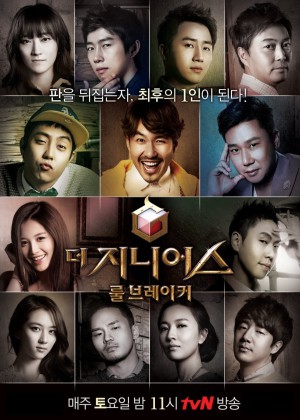 판을 뒤집는자, 최후의 1인이 된다!
더 지니어스
룰 브레이커
매주 토요일 밤 11시 tvN 방송